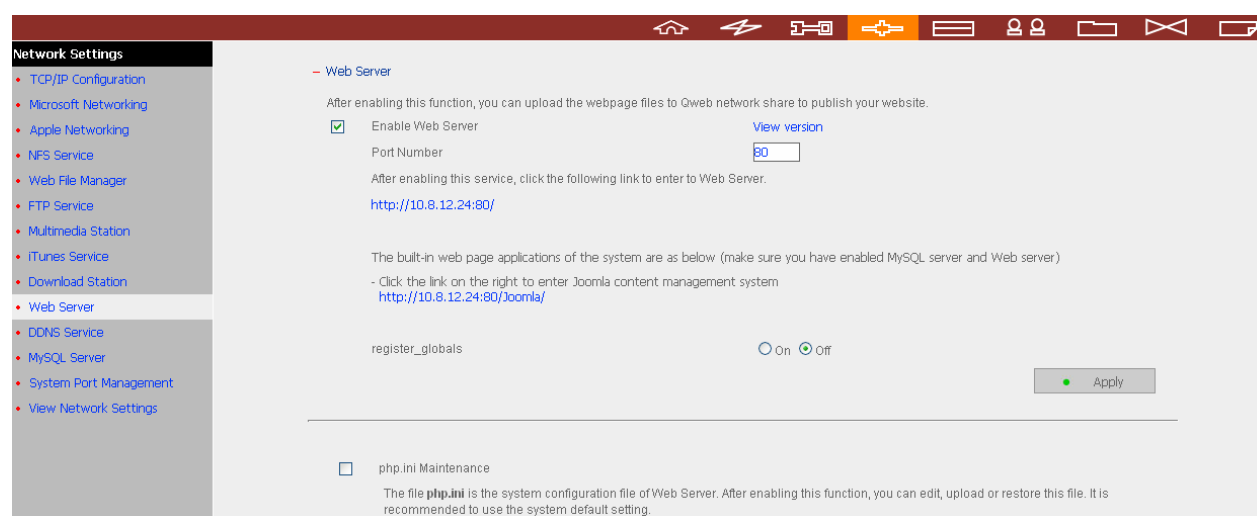 Network Settings
TCP/IP Configuration
Microsoft Networking
Apple Networking
NFS Service
Web File Manager
FTP Service
Multimedia Station
iTunes Service
Download Station
Web Server
DDNS Service
MySQL Server
System Port Management
View Network Settings
– Web Server
After enabling this function, you can upload the webpage files to Qweb network share to publish your website.
Enable Web Server View version
Port Number 80
After enabling this service, click the following link to enter to Web Server.
http://10.8.12.24:80/
The built-in web page applications of the system are as below (make sure you have enabled MySQL server and Web server)
- Click the link on the right to enter Joomla content management system
http://10.8.12.24:80/Joomla/
register_globals On Off
Apply
php.ini Maintenance
The file php.ini is the system configuration file of Web Server. After enabling this function, you can edit, upload or restore this file. It is
recommended to use the system default setting.